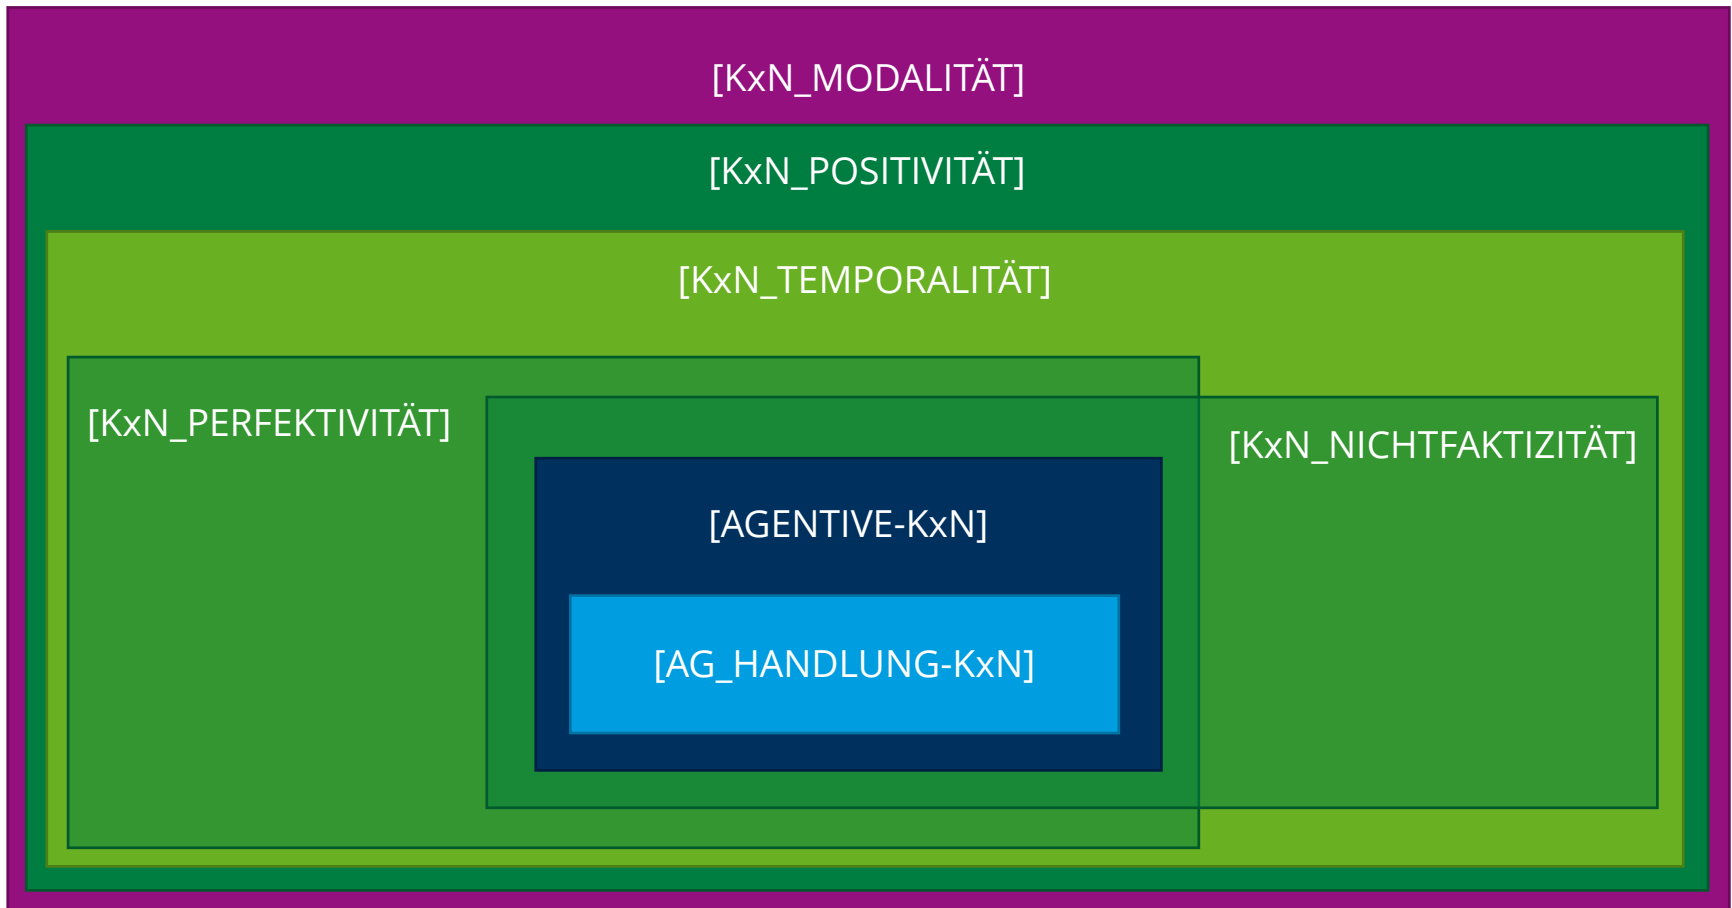 [KxN_MODALITÄT]
[KxN_POSITIVITÄT]
[KxN_TEMPORALITÄT]
[KxN_PERFEKTIVITÄT]
[KxN_NICHTFAKTIZITÄT]
[AGENTIVE-KxN]
[AG_HANDLUNG-KxN]